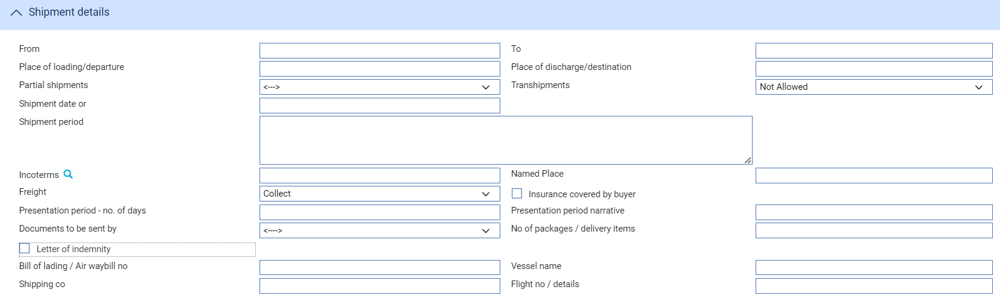 Shipment details
From To
Place of loading/departure Place of discharge/destination
Partial shipments <---> Transhipments Not Allowed
Shipment date or
Shipment period
Incoterms Named Place
Freight Collect Insurance covered by buyer
Presentation period - no. of days Presentation period narrative
Documents to be sent by <----> No of packages / delivery items
Letter of indemnity
Bill of lading / Air waybill no Vessel name
Shipping co Flight no / details